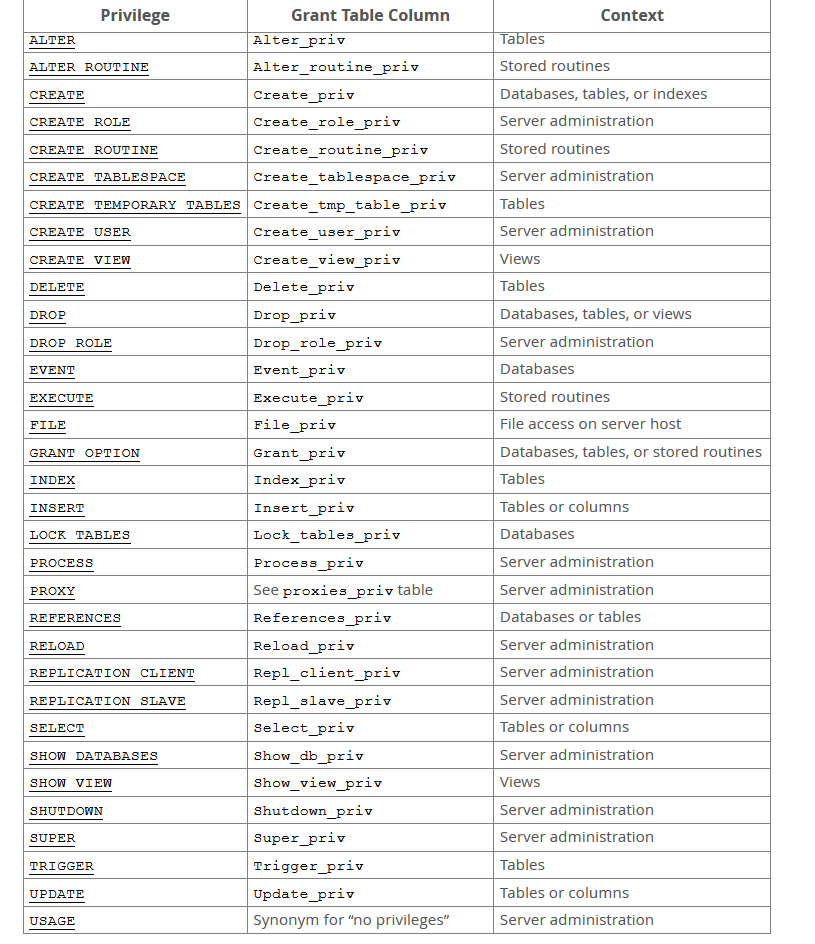 Privilege Grant Table Column Context
ALTER Alter_priv Tables
ALTER ROUTINE Alter_routine_priv Stored routines
CREATE Create_priv Databases, tables, or indexes
CREATE ROLE Create_role_priv Server administration
CREATE ROUTINE Create_routine_priv Stored routines
CREATE TABLESPACE Create_tablespace_priv Server administration
CREATE TEMPORARY TABLES Create_tmp_table_priv Tables
CREATE USER Create_user_priv Server administration
CREATE VIEW Create_view_priv Views
DELETE Delete_priv Tables
DROP Drop_priv Databases, tables, or views
DROP ROLE Drop_role_priv Server administration
EVENT Event_priv Databases
EXECUTE Execute_priv Stored routines
FILE File_priv File access on server host
GRANT OPTION Grant_priv Databases, tables, or stored routines
INDEX Index_priv Tables
INSERT Insert_priv Tables or columns
LOCK TABLES Lock_tables_priv Databases
PROCESS Process_priv Server administration
PROXY See proxies_priv table Server administration
REFERENCES References_priv Databases or tables
RELOAD Reload_priv Server administration
REPLICATION CLIENT Repl_client_priv Server administration
REPLICATION SLAVE Repl_slave_priv Server administration
SELECT Select_priv Tables or columns
SHOW DATABASES Show_db_priv Server administration
SHOW VIEW Show_view_priv Views
SHUTDOWN Shutdown_priv Server administration
SUPER Super_priv Server administration
TRIGGER Trigger_priv Tables
UPDATE Update_priv Tables or columns
USAGE Synonym for “no privileges” Server administration